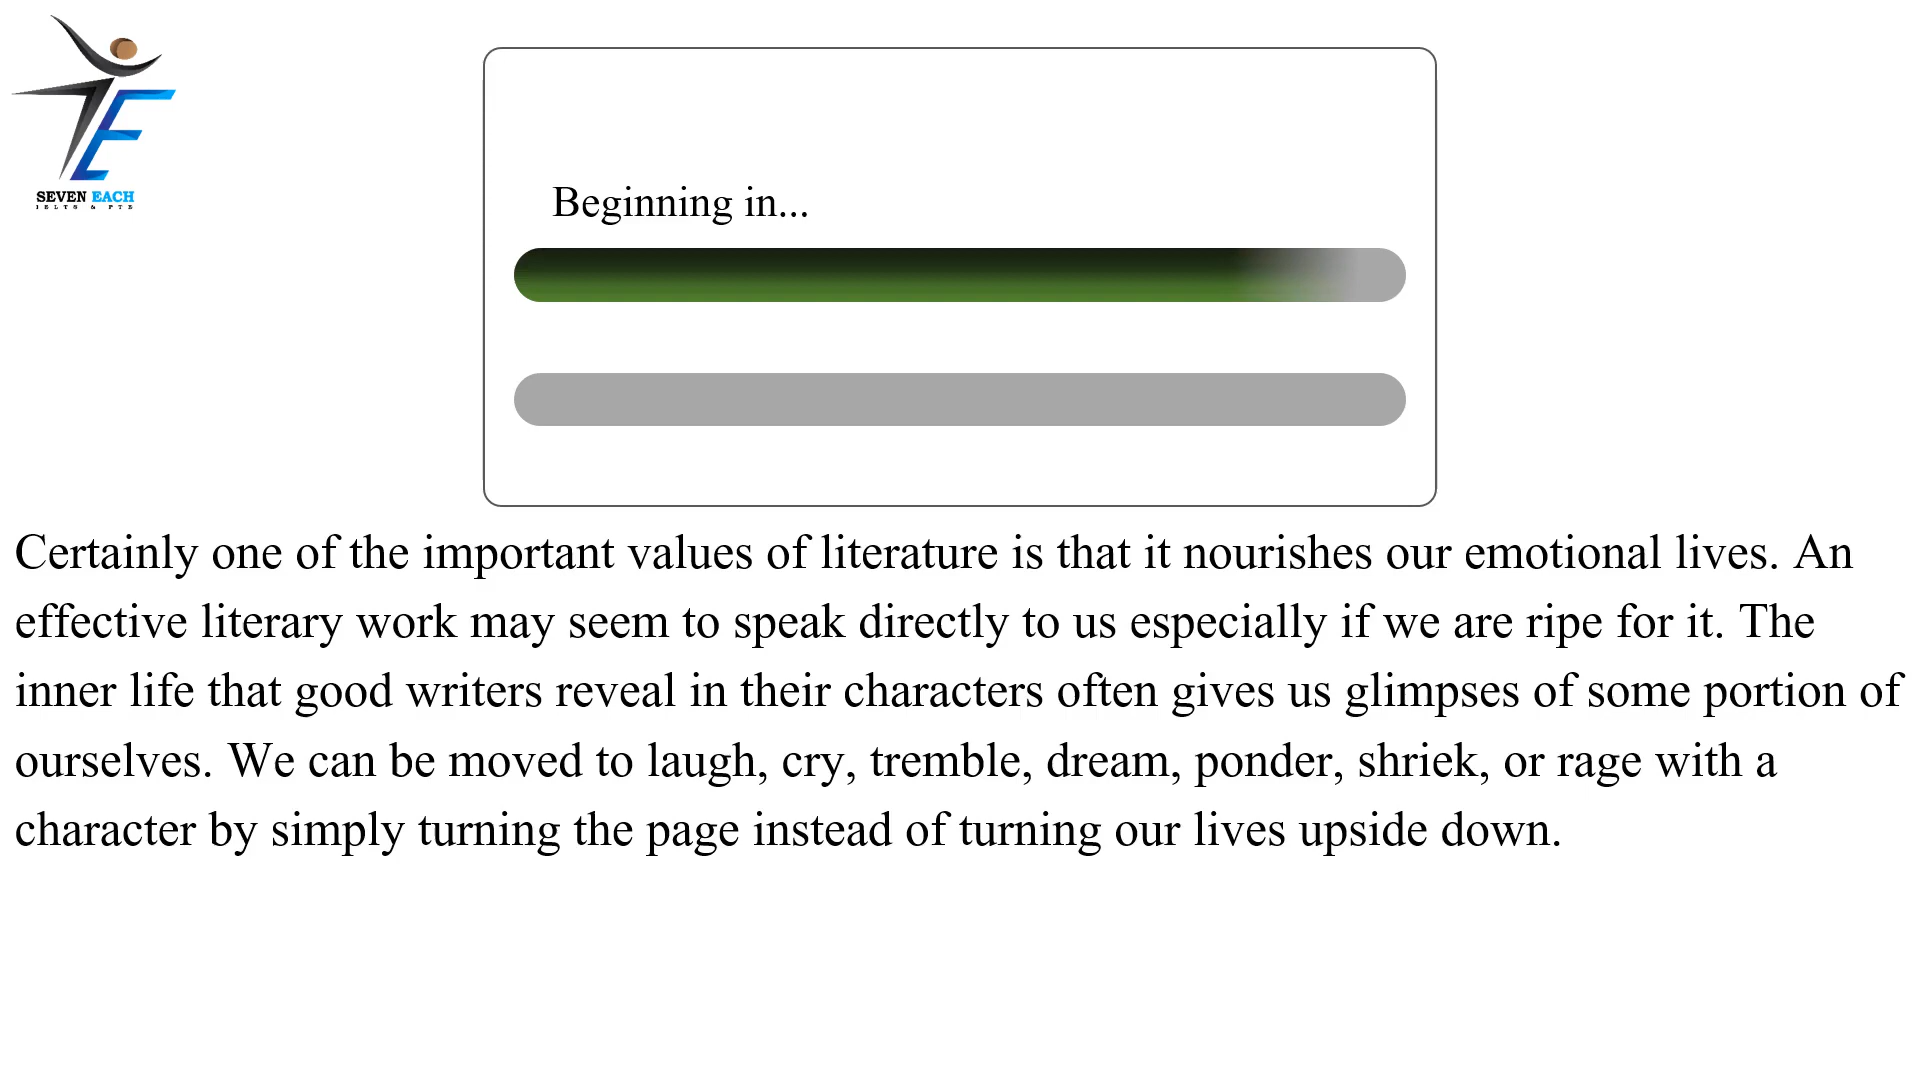 SEVEN EACH
IELTS & PTE
Beginning in...
Certainly one of the important values of literature is that it nourishes our emotional lives. An
effective literary work may seem to speak directly to us especially if we are ripe for it. The
inner life that good writers reveal in their characters often gives us glimpses of some portion of
ourselves. We can be moved to laugh, cry, tremble, dream, ponder, shriek, or rage with a
character by simply turning the page instead of turning our lives upside down.